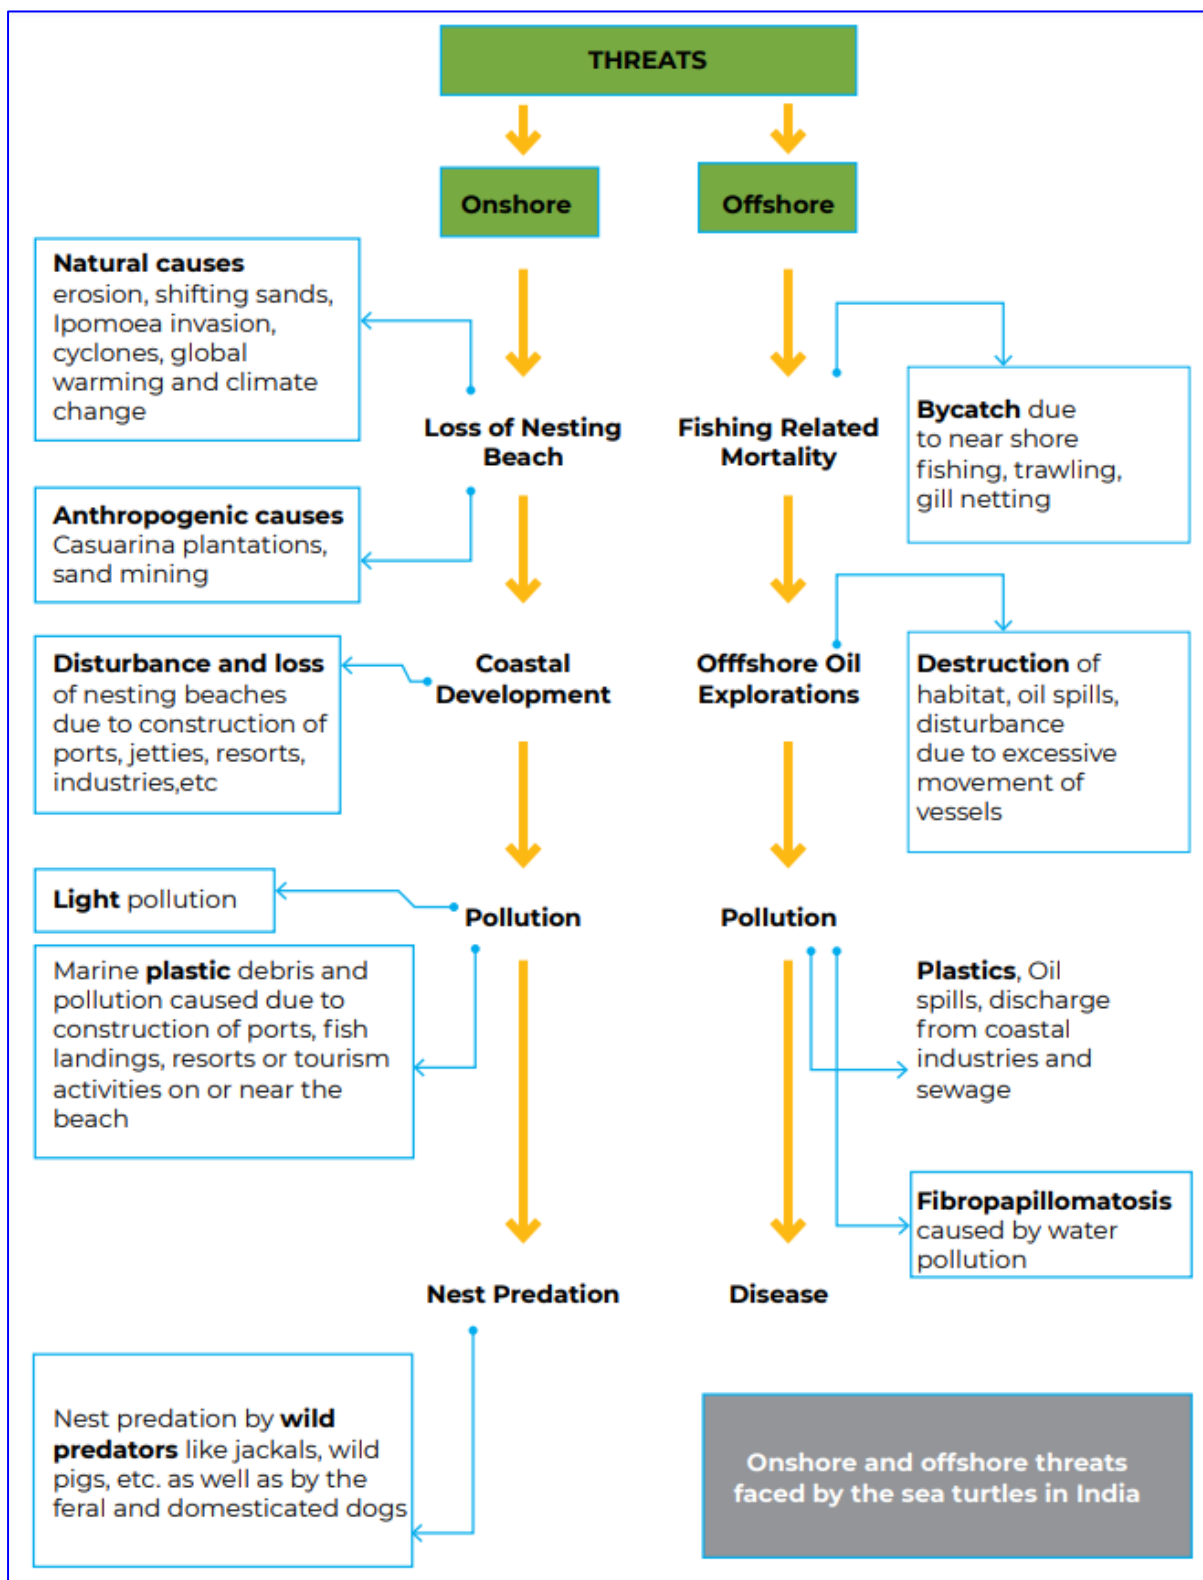 THREATS
Onshore
Offshore
Natural causes
erosion, shifting sands,
Ipomoea invasion,
cyclones, global
warming and climate
change
Loss of Nesting
Beach
Fishing Related
Mortality
Bycatch due
to near shore
fishing, trawling,
gill netting
Anthropogenic causes
Casuarina plantations,
sand mining
Disturbance and loss
of nesting beaches
due to construction of
ports, jetties, resorts,
industries,etc
Coastal
Development
Offfshore Oil
Explorations
Destruction of
habitat, oil spills,
disturbance
due to excessive
movement of
vessels
Light pollution
Pollution
Pollution
Marine plastic debris and
pollution caused due to
construction of ports, fish
landings, resorts or tourism
activities on or near the
beach
Plastics, Oil
spills, discharge
from coastal
industries and
sewage
Fibropapillomatosis
caused by water
pollution
Nest Predation
Disease
Nest predation by wild
predators like jackals, wild
pigs, etc. as well as by the
feral and domesticated dogs
Onshore and offshore threats
faced by the sea turtles in India